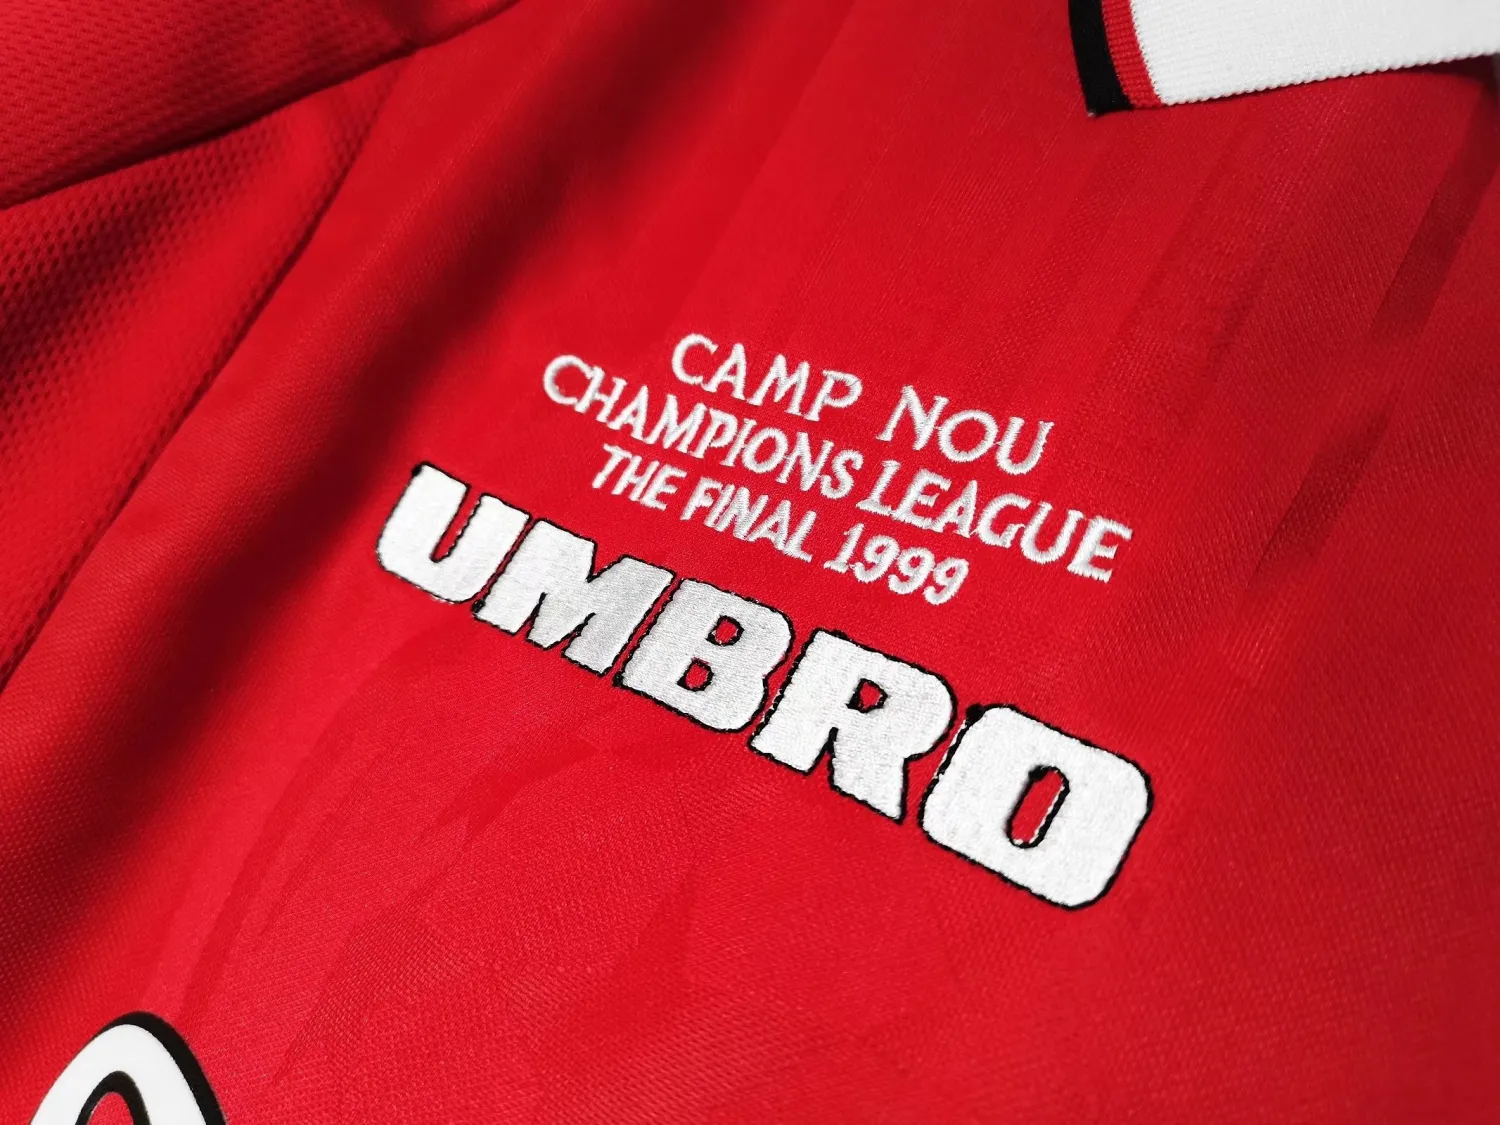 CAMP NOU
CHAMPIONS LEAGUE
THE FINAL 1999
UMBRO